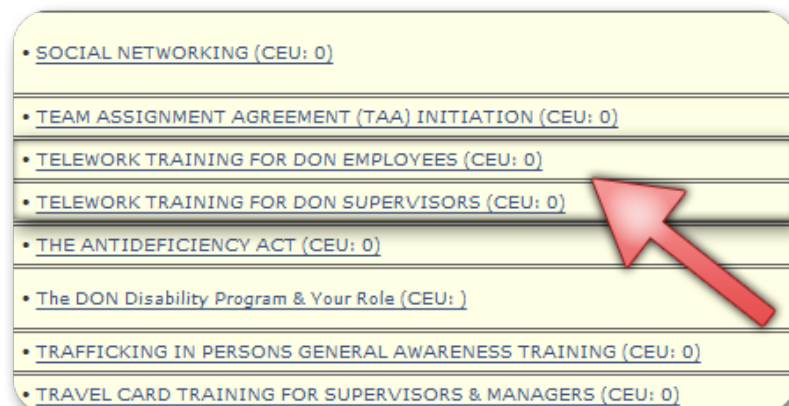 • SOCIAL NETWORKING (CEU: 0)
• TEAM ASSIGNMENT AGREEMENT (TAA) INITIATION (CEU: 0)
• TELEWORK TRAINING FOR DON EMPLOYEES (CEU: 0)
• TELEWORK TRAINING FOR DON SUPERVISORS (CEU: 0)
• THE ANTIDEFICIENCY ACT (CEU: 0)
• The DON Disability Program & Your Role (CEU: )
• TRAFFICKING IN PERSONS GENERAL AWARENESS TRAINING (CEU: 0)
• TRAVEL CARD TRAINING FOR SUPERVISORS & MANAGERS (CEU: 0)